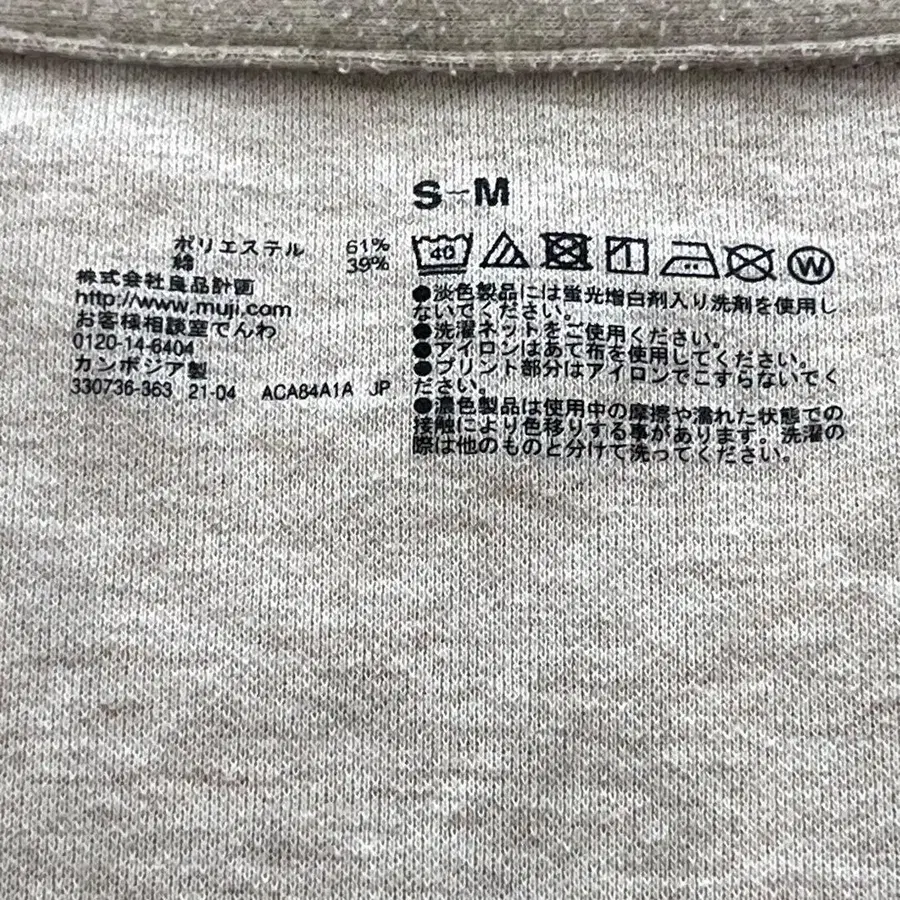 S-M
ポリエステル 61%
綿 39%
株式会社良品計画
http://www.muji.com
お客様相談室でんわ
0120-14-6404
カンボジア製
330736-363 21-04 ACA84A1A JP
40
W
●淡色製品には蛍光増白剤入り洗剤を使用し
ないでください。
●洗濯ネットをご使用ください。
●アイロンはあて布を使用してください。
●プリント部分はアイロンでこすらないでく
ださい。
●濃色製品は使用中の摩擦や濡れた状態での
接触により色移りする事があります。洗濯の
際は他のものと分けて洗ってください。